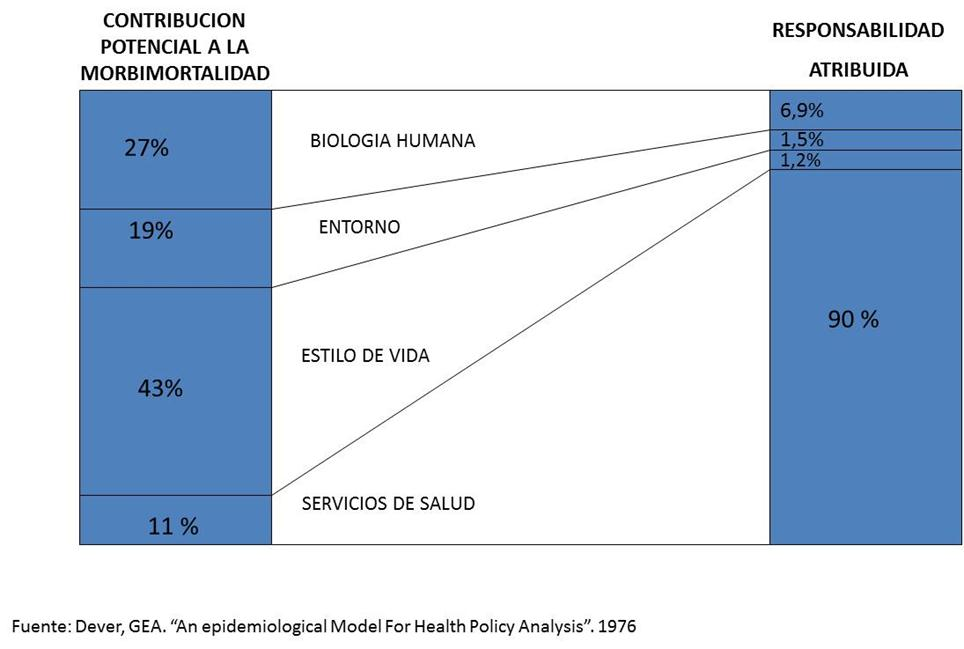 CONTRIBUCION
POTENCIAL A LA
MORBIMORTALIDAD
RESPONSABILIDAD
ATRIBUIDA
27%
BIOLOGIA HUMANA
6,9%
19%
ENTORNO
1,5%
43%
ESTILO DE VIDA
1,2%
11 %
SERVICIOS DE SALUD
90 %
Fuente: Dever, GEA. “An epidemiological Model For Health Policy Analysis”. 1976